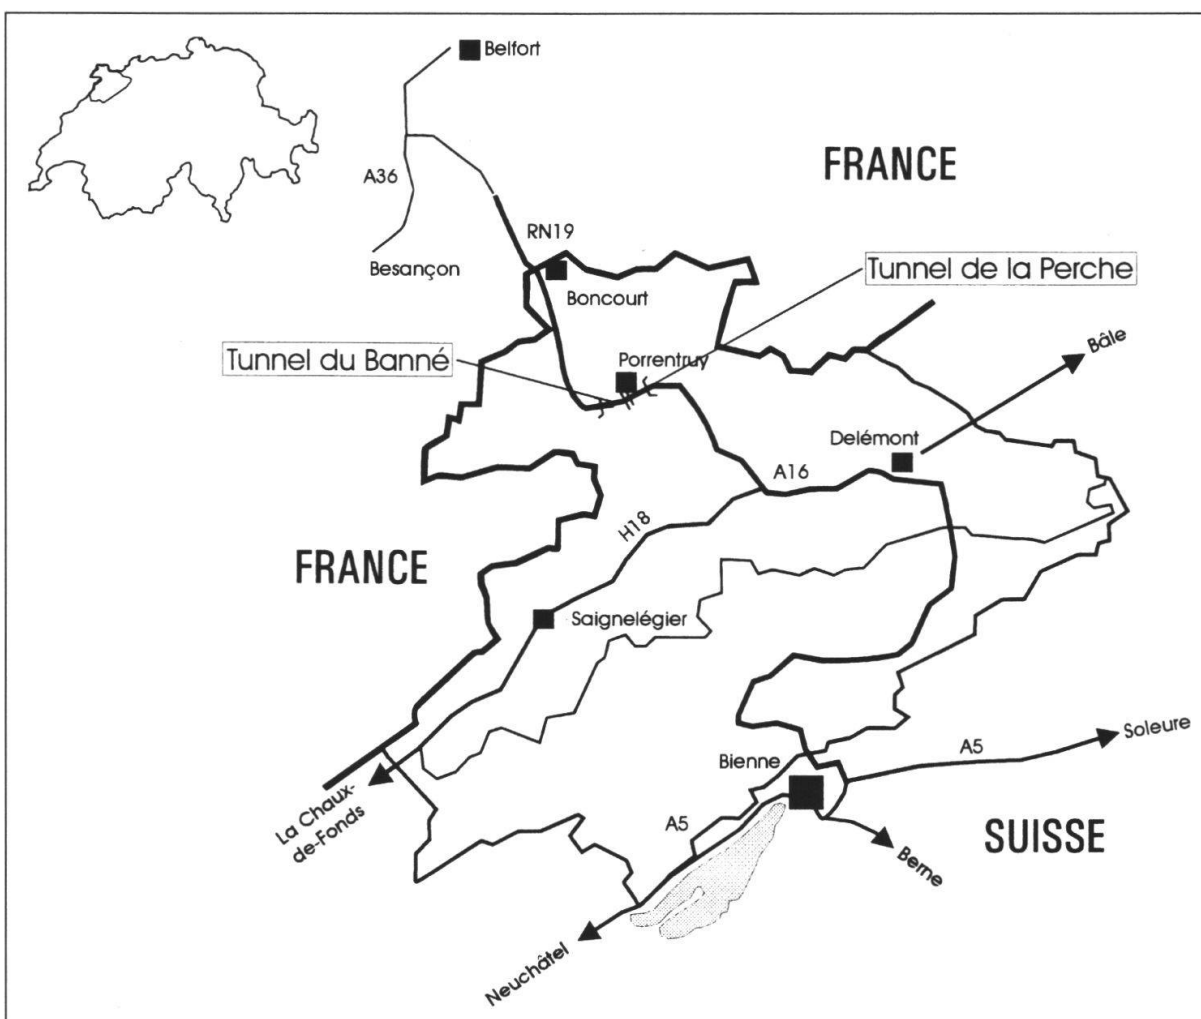 Belfort
FRANCE
A36
RN19
Besançon
Tunnel de la Perche
Boncourt
Tunnel du Banné
Porrentruy
Bâle
Delémont
A16
H18
FRANCE
Saignelégier
Soleure
A5
Bienne
La Chaux-
de-Fonds
A5
SUISSE
Berne
Neuchâtel